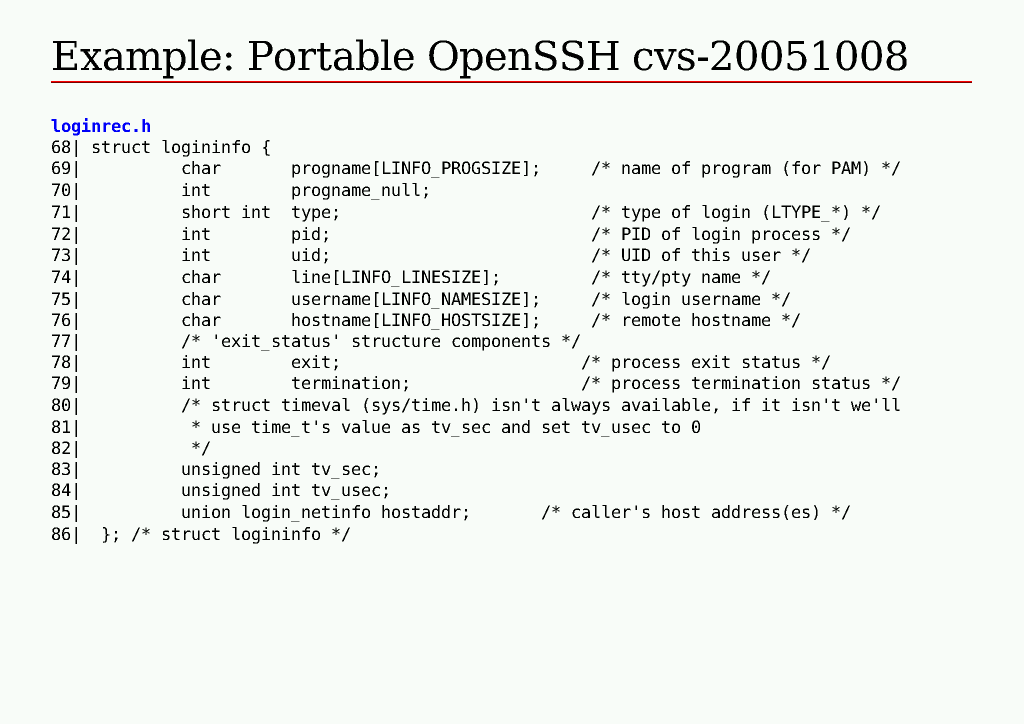 Example: Portable OpenSSH cvs-20051008
loginrec.h
68| struct logininfo {
69|          char       progname[LINFO_PROGSIZE];     /* name of program (for PAM) */
70|          int        progname_null;
71|          short int  type;                         /* type of login (LTYPE_*) */
72|          int        pid;                          /* PID of login process */
73|          int        uid;                          /* UID of this user */
74|          char       line[LINFO_LINESIZE];         /* tty/pty name */
75|          char       username[LINFO_NAMESIZE];     /* login username */
76|          char       hostname[LINFO_HOSTSIZE];     /* remote hostname */
77|          /* 'exit_status' structure components */
78|          int        exit;                        /* process exit status */
79|          int        termination;                 /* process termination status */
80|          /* struct timeval (sys/time.h) isn't always available, if it isn't we'll
81|           * use time_t's value as tv_sec and set tv_usec to 0
82|           */
83|          unsigned int tv_sec;
84|          unsigned int tv_usec;
85|          union login_netinfo hostaddr;       /* caller's host address(es) */
86|  }; /* struct logininfo */